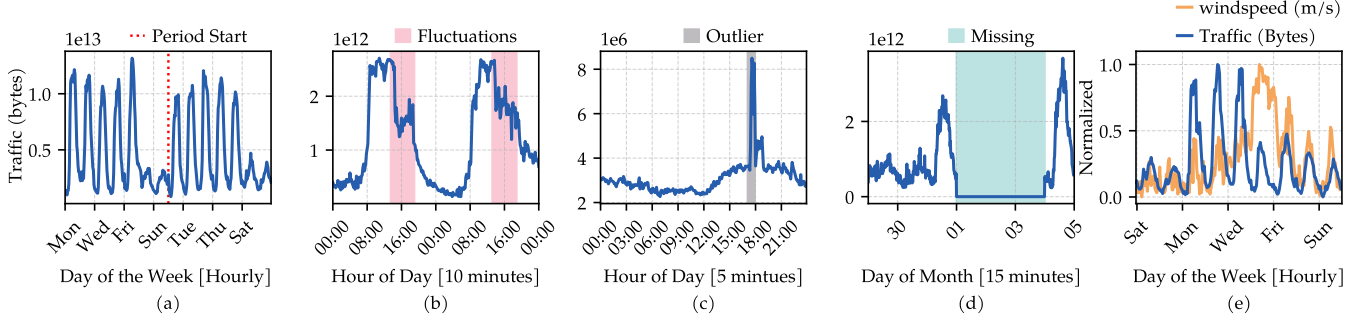 1e13
Period Start
Traffic (bytes)
1.0
0.5
Mon
Wed
Fri
Sun
Tue
Thu
Sat
Day of the Week [Hourly]
(a)
1e12
Fluctuations
2
1
00:00
08:00
16:00
00:00
08:00
16:00
00:00
Hour of Day [10 minutes]
(b)
1e6
Outlier
8
6
4
2
00:00
03:00
06:00
09:00
12:00
15:00
18:00
21:00
Hour of Day [5 mintues]
(c)
1e12
Missing
2
0
30
01
03
05
Day of Month [15 minutes]
(d)
windspeed (m/s)
Traffic (Bytes)
Normalized
1.0
0.5
0.0
Sat
Mon
Wed
Fri
Sun
Day of the Week [Hourly]
(e)